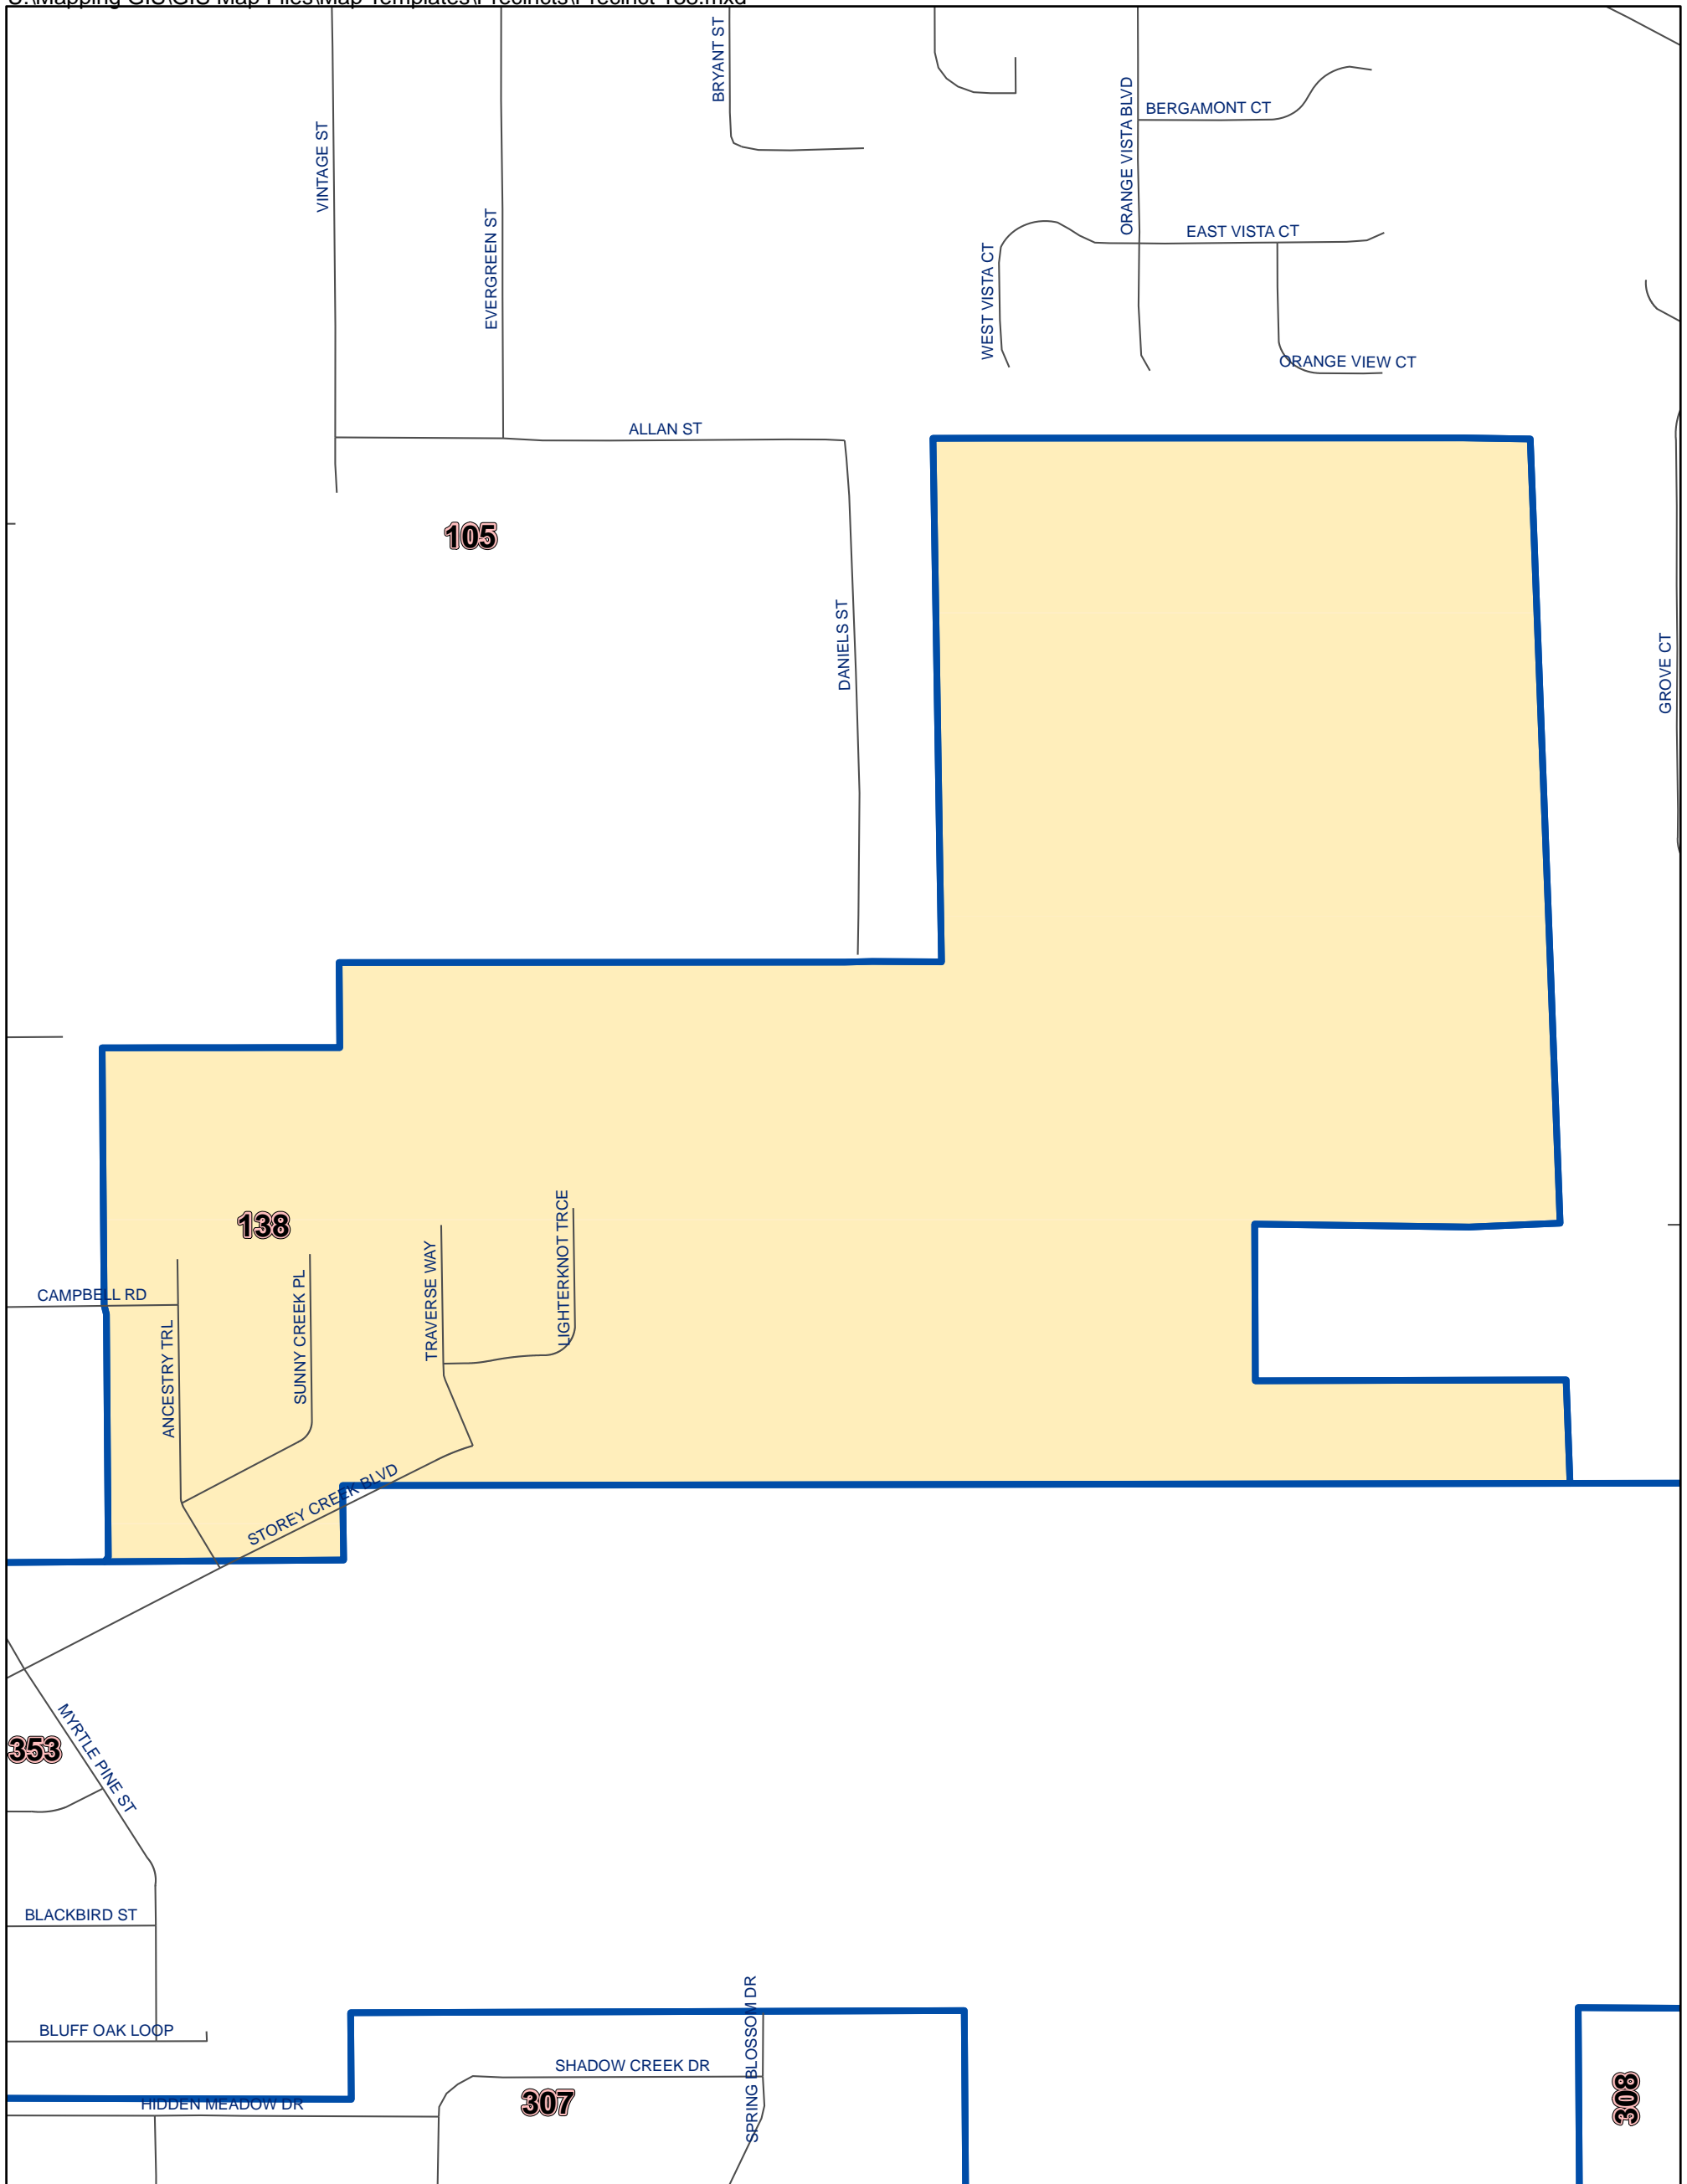 BRYANT ST
ORANGE VISTA BLVD
BERGAMONT CT
VINTAGE ST
EVERGREEN ST
EAST VISTA CT
WEST VISTA CT
ORANGE VIEW CT
ALLAN ST
105
DANIELS ST
GROVE CT
138
LIGHTERKNOT TRCE
TRAVERSE WAY
SUNNY CREEK PL
CAMPBELL RD
ANCESTRY TRL
STOREY CREEK BLVD
MYRTLE PINE ST
353
BLACKBIRD ST
BLUFF OAK LOOP
SPRING BLOSSOM DR
SHADOW CREEK DR
HIDDEN MEADOW DR
307
308